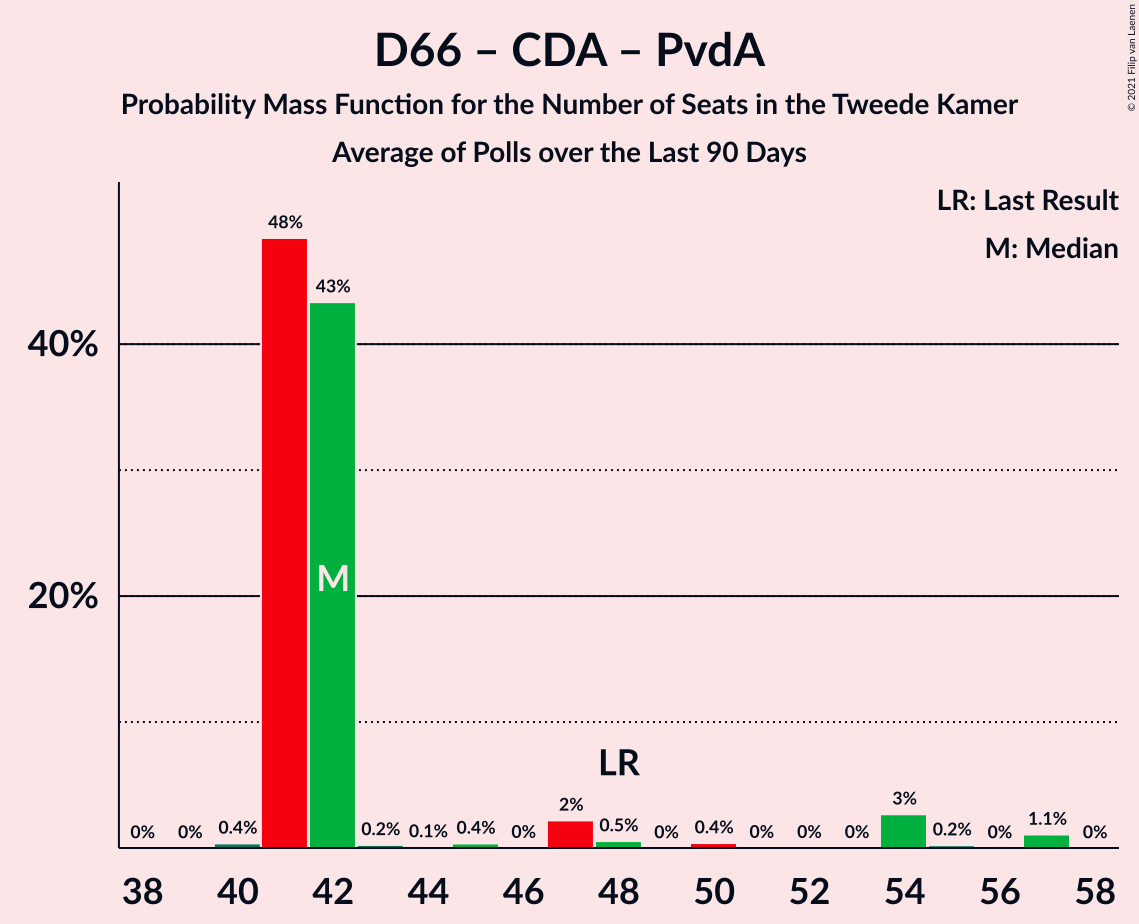 D66 – CDA – PvdA
Probability Mass Function for the Number of Seats in the Tweede Kamer
Average of Polls over the Last 90 Days
© 2021 Filip van Laenen
LR: Last Result
M: Median
48%
43%
40%
M
20%
LR
0% 0% 0.4% 0.2% 0.1% 0.4% 0% 2% 0.5% 0% 0.4% 0% 0% 0% 3% 0.2% 0% 1.1% 0%
38 40 42 44 46 48 50 52 54 56 58